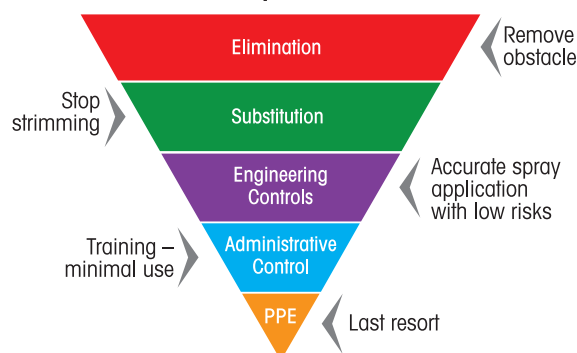 Elimination
Remove
obstacle
Stop
strimming
Substitution
Engineering
Controls
Accurate spray
application
with low risks
Training –
minimal use
Administrative
Control
PPE
Last resort